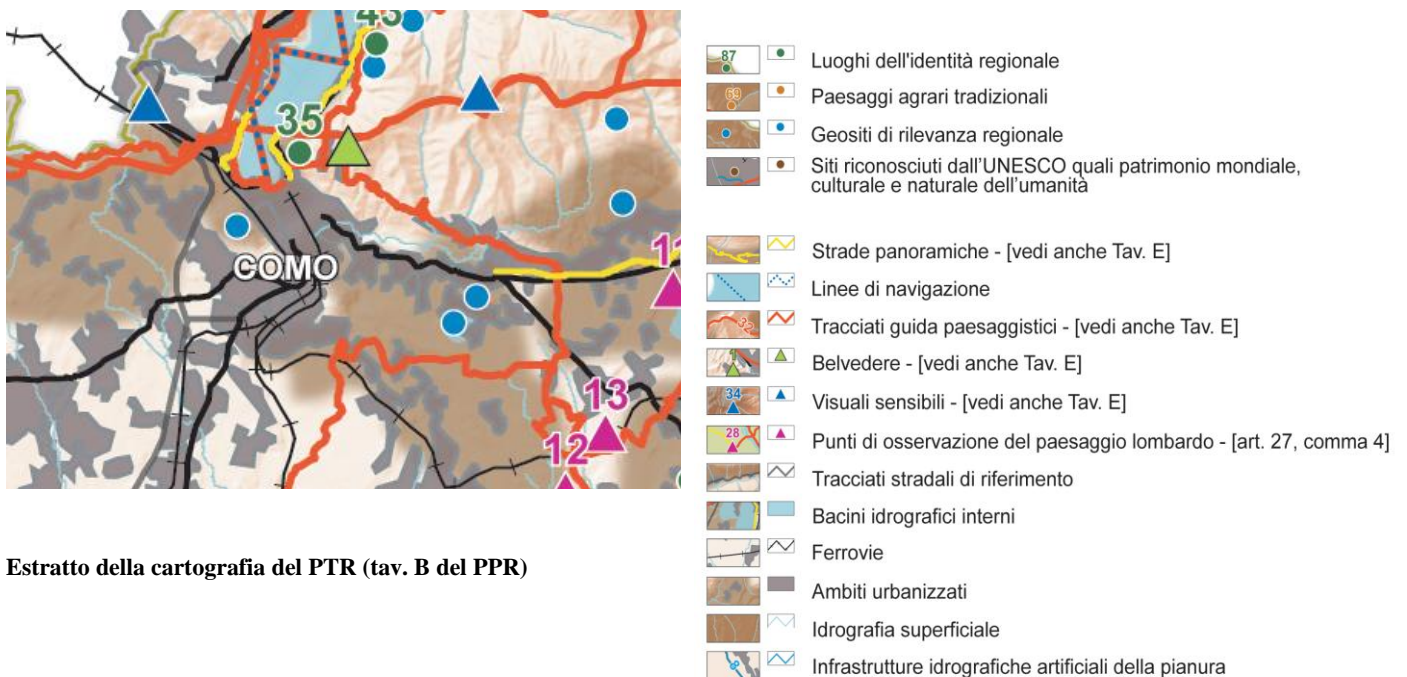 43
35
COMO
11
13
12
Estratto della cartografia del PTR (tav. B del PPR)
87
Luoghi dell'identità regionale
69
Paesaggi agrari tradizionali
Geositi di rilevanza regionale
Siti riconosciuti dall'UNESCO quali patrimonio mondiale,
culturale e naturale dell'umanità
Strade panoramiche - [vedi anche Tav. E]
Linee di navigazione
32
Tracciati guida paesaggistici - [vedi anche Tav. E]
Belvedere - [vedi anche Tav. E]
34
Visuali sensibili - [vedi anche Tav. E]
28
Punti di osservazione del paesaggio lombardo - [art. 27, comma 4]
Tracciati stradali di riferimento
Bacini idrografici interni
Ferrovie
Ambiti urbanizzati
Idrografia superficiale
Infrastrutture idrografiche artificiali della pianura